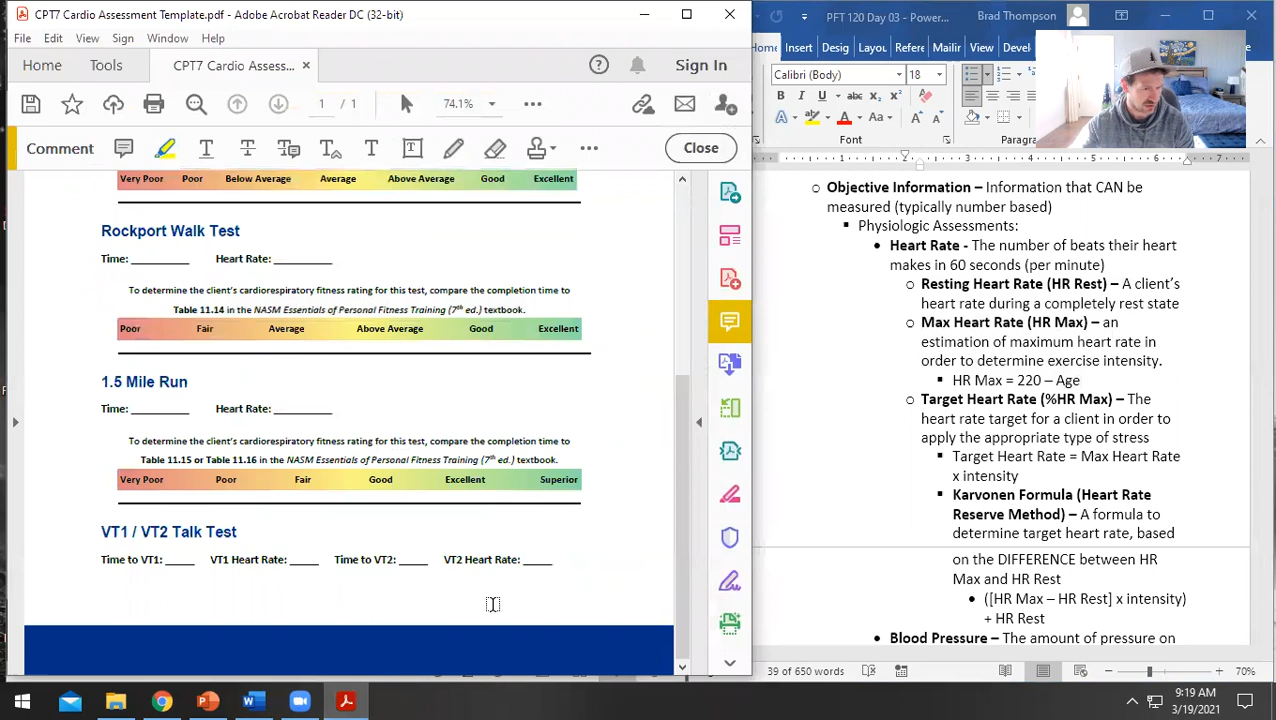 CPT7 Cardio Assessment Template.pdf - Adobe Acrobat Reader DC (32-bit)
File Edit View Sign Window Help
Home Tools CPT7 Cardio Assess... × Sign In
/ 74.1%
Comment Close
Very Poor Poor Below Average Average Above Average Good Excellent
Rockport Walk Test
Time: __________ Heart Rate: __________
To determine the client's cardiorespiratory fitness rating for this test, compare the completion time to
Table 11.14 in the NASM Essentials of Personal Fitness Training (7th ed.) textbook.
Poor Fair Average Above Average Good Excellent
1.5 Mile Run
Time: __________ Heart Rate: __________
To determine the client's cardiorespiratory fitness rating for this test, compare the completion time to
Table 11.15 or Table 11.16 in the NASM Essentials of Personal Fitness Training (7th ed.) textbook.
Very Poor Poor Fair Good Excellent Superior
VT1 / VT2 Talk Test
Time to VT1: _____ VT1 Heart Rate: _____ Time to VT2: _____ VT2 Heart Rate: _____
PFT 120 Day 03 - Power... Brad Thompson
Home Insert Desig Layou Refere Mailir View Devel
Calibri (Body) 18
B I U abc x₂ x²
A A Aa A A
Font Paragra
1 2 3 4 5 6 7
Objective Information – Information that CAN be
measured (typically number based)
Physiologic Assessments:
Heart Rate - The number of beats their heart
makes in 60 seconds (per minute)
Resting Heart Rate (HR Rest) – A client's
heart rate during a completely rest state
Max Heart Rate (HR Max) – an
estimation of maximum heart rate in
order to determine exercise intensity.
HR Max = 220 – Age
Target Heart Rate (%HR Max) – The
heart rate target for a client in order to
apply the appropriate type of stress
Target Heart Rate = Max Heart Rate
x intensity
Karvonen Formula (Heart Rate
Reserve Method) – A formula to
determine target heart rate, based
on the DIFFERENCE between HR
Max and HR Rest
([HR Max – HR Rest] x intensity)
+ HR Rest
Blood Pressure – The amount of pressure on
39 of 650 words 70%
9:19 AM
3/19/2021